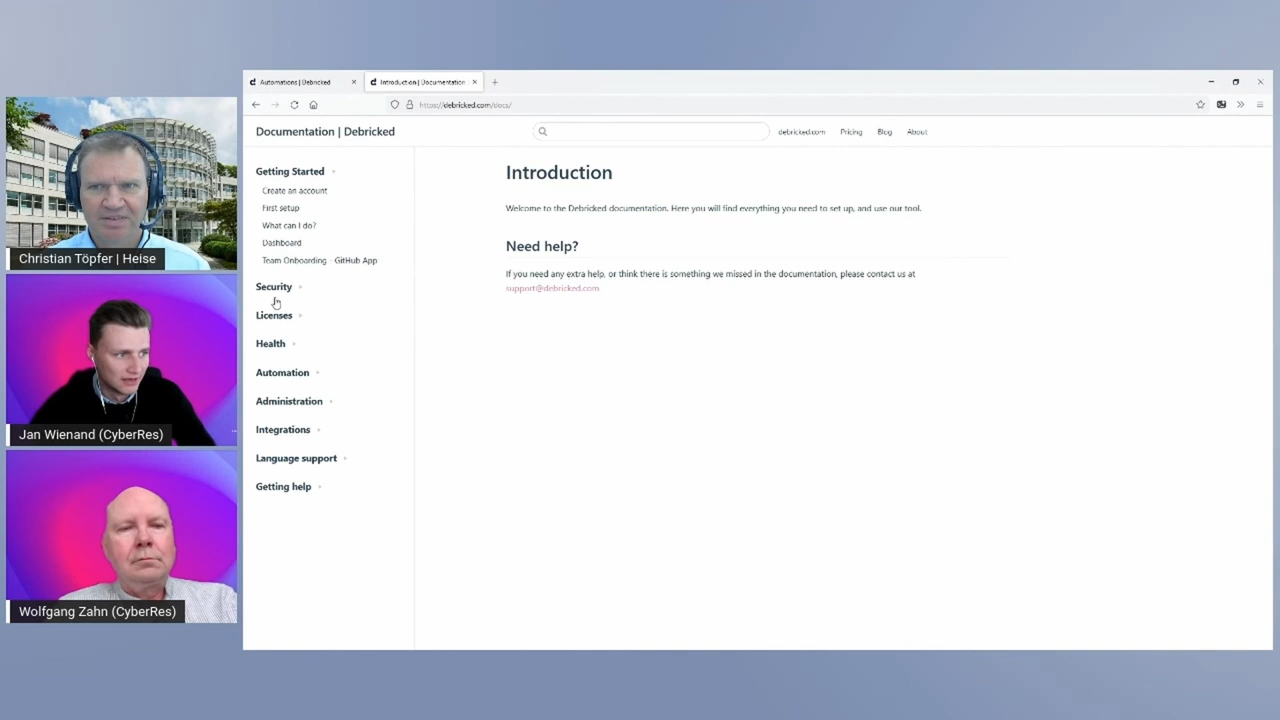 Christian Töpfer | Heise
Jan Wienand (CyberRes)
Wolfgang Zahn (CyberRes)
Automations | Debricked
Introduction | Documentation
https://debricked.com/docs/
Documentation | Debricked
debricked.com
Pricing
Blog
About
Getting Started
Create an account
First setup
What can I do?
Dashboard
Team Onboarding - GitHub App
Security
Licenses
Health
Automation
Administration
Integrations
Language support
Getting help
Introduction
Welcome to the Debricked documentation. Here you will find everything you need to set up, and use our tool.
Need help?
If you need any extra help, or think there is something we missed in the documentation, please contact us at
support@debricked.com